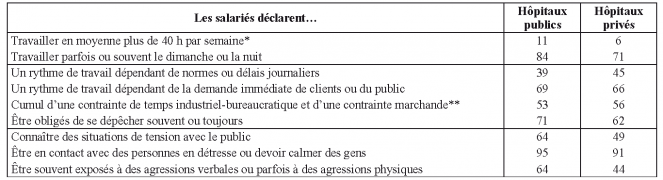 Les salariés déclarent… Hôpitaux publics Hôpitaux privés
Travailler en moyenne plus de 40 h par semaine* 11 6
Travailler parfois ou souvent le dimanche ou la nuit 84 71
Un rythme de travail dépendant de normes ou délais journaliers 39 45
Un rythme de travail dépendant de la demande immédiate de clients ou du public 69 66
Cumul d'une contrainte de temps industriel-bureaucratique et d'une contrainte marchande** 53 56
Être obligés de se dépêcher souvent ou toujours 71 62
Connaître des situations de tension avec le public 64 49
Être en contact avec des personnes en détresse ou devoir calmer des gens 95 91
Être souvent exposés à des agressions verbales ou parfois à des agressions physiques 64 44